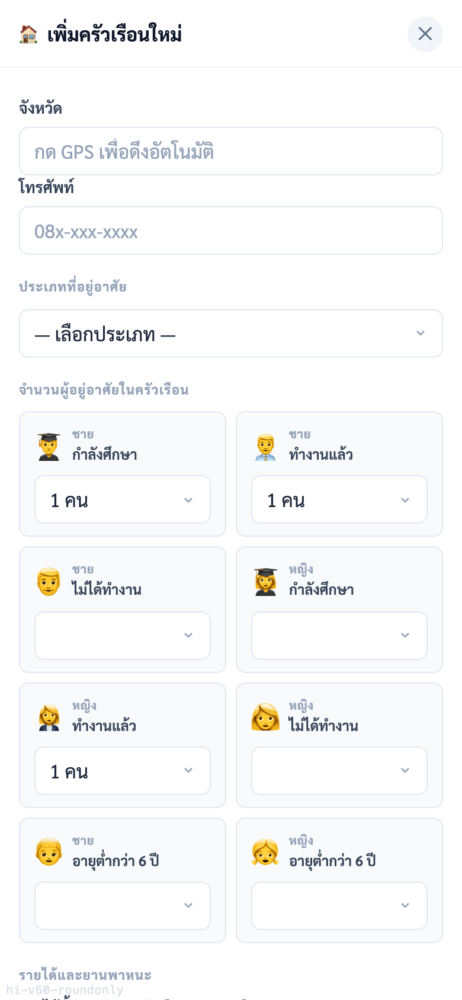 เพิ่มครัวเรือนใหม่
จังหวัด
กด GPS เพื่อดึงอัตโนมัติ
โทรศัพท์
08x-xxx-xxxx
ประเภทที่อยู่อาศัย
— เลือกประเภท —
จำนวนผู้อยู่อาศัยในครัวเรือน
ชาย
กำลังศึกษา
1 คน
ชาย
ทำงานแล้ว
1 คน
ชาย
ไม่ได้ทำงาน
หญิง
กำลังศึกษา
หญิง
ทำงานแล้ว
1 คน
หญิง
ไม่ได้ทำงาน
ชาย
อายุต่ำกว่า 6 ปี
หญิง
อายุต่ำกว่า 6 ปี
รายได้และยานพาหนะ
hi-v60-roundonly